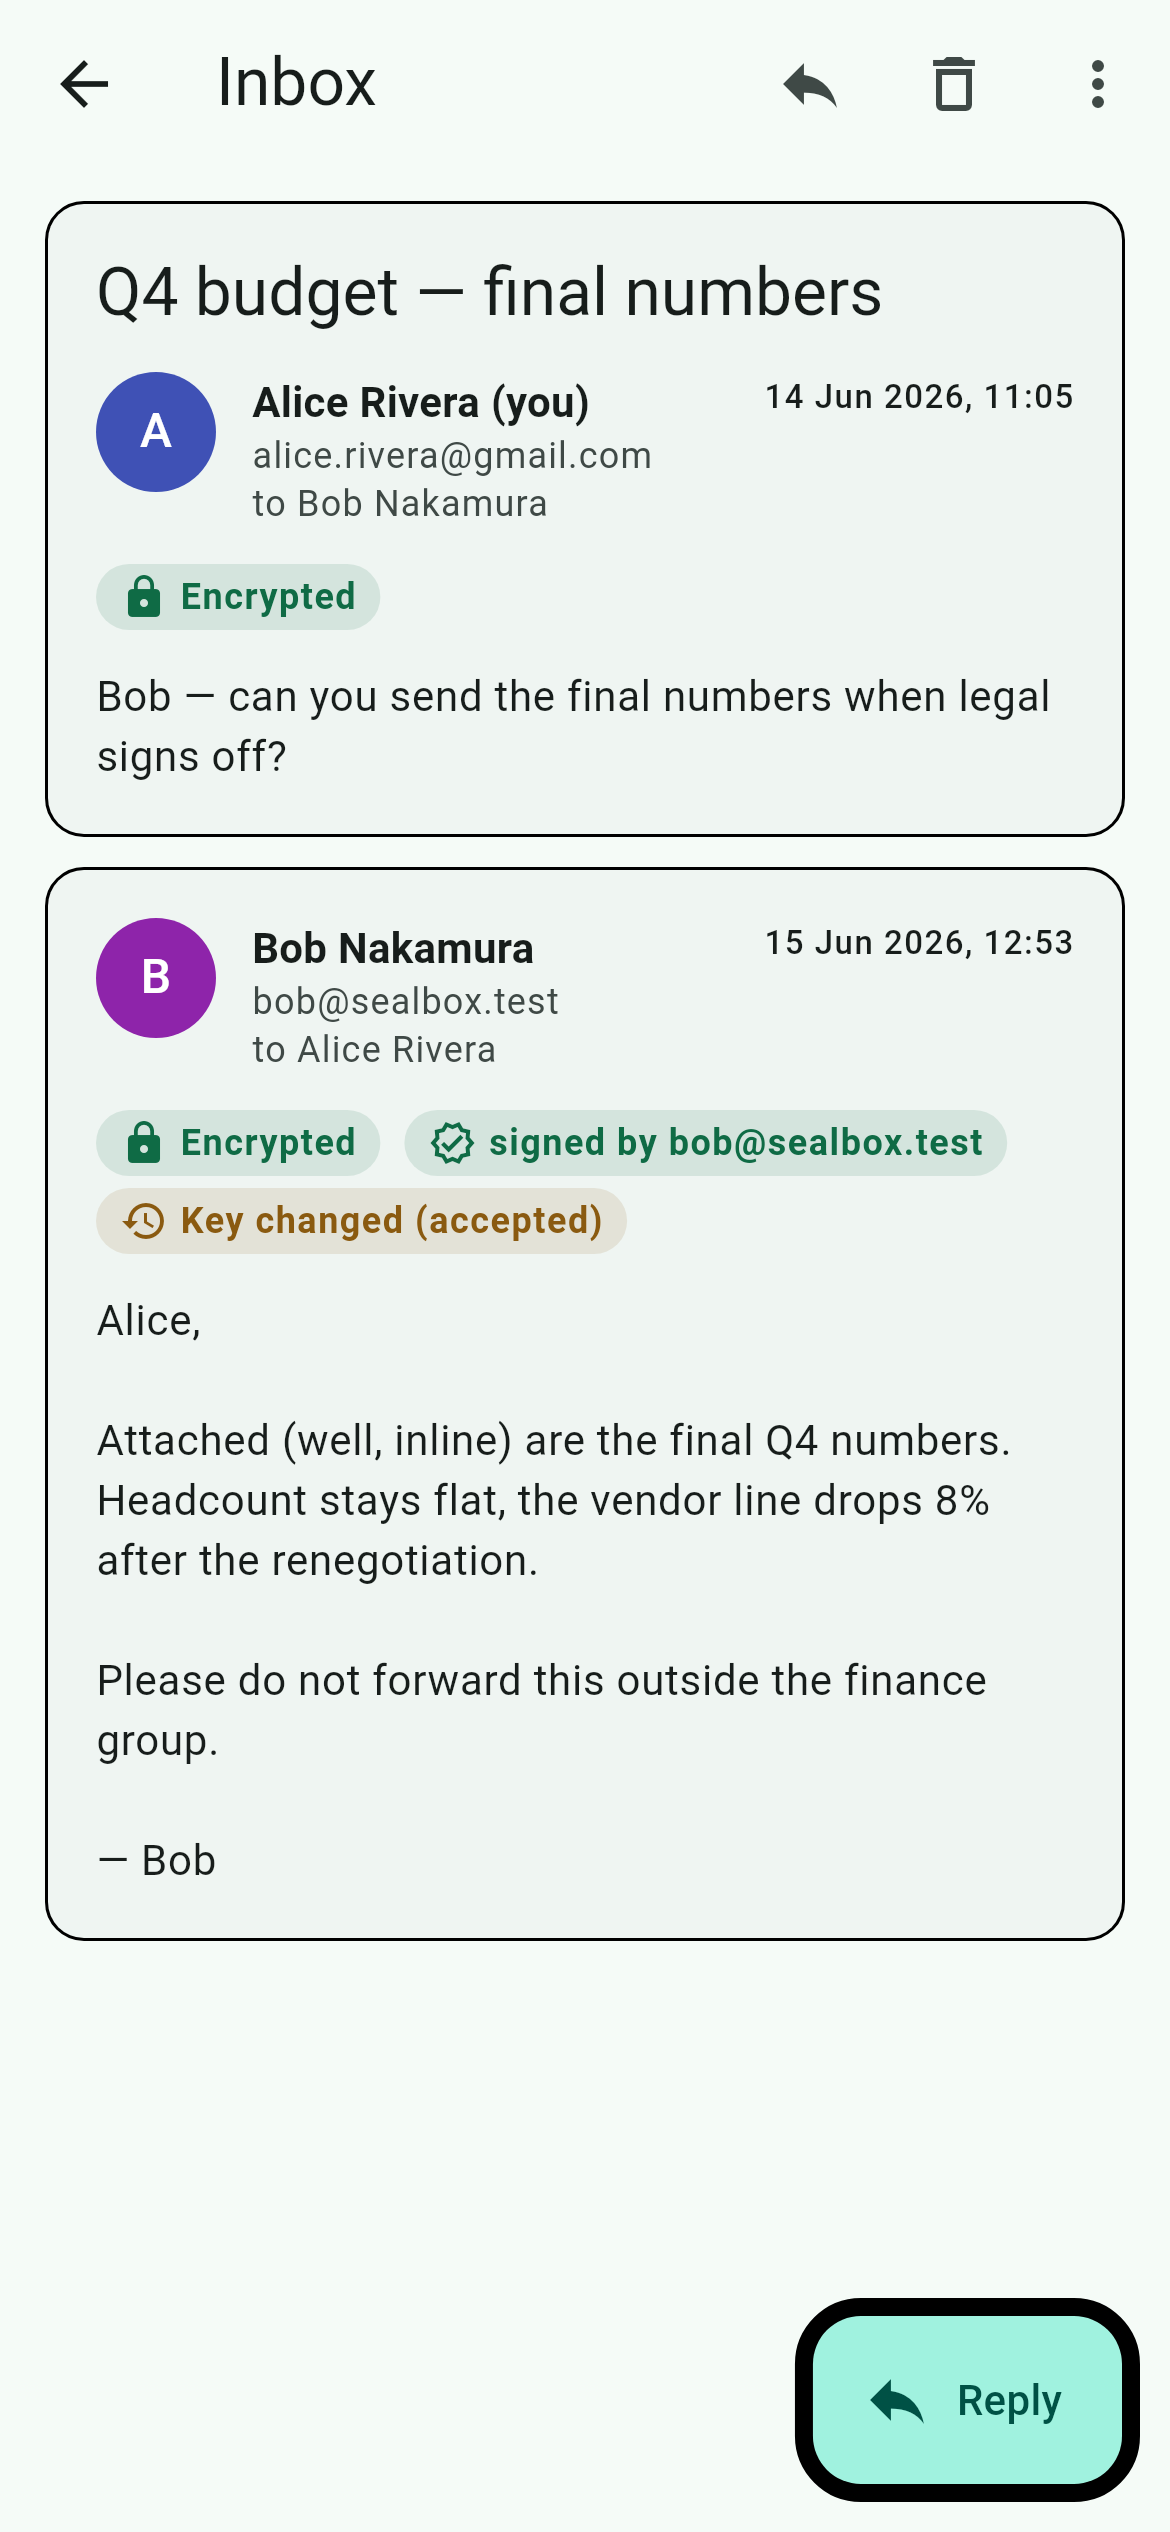 Inbox
Q4 budget — final numbers
A
Alice Rivera (you)
14 Jun 2026, 11:05
alice.rivera@gmail.com
to Bob Nakamura
Encrypted
Bob — can you send the final numbers when legal
signs off?
B
Bob Nakamura
15 Jun 2026, 12:53
bob@sealbox.test
to Alice Rivera
Encrypted
signed by bob@sealbox.test
Key changed (accepted)
Alice,
Attached (well, inline) are the final Q4 numbers.
Headcount stays flat, the vendor line drops 8%
after the renegotiation.
Please do not forward this outside the finance
group.
— Bob
Reply